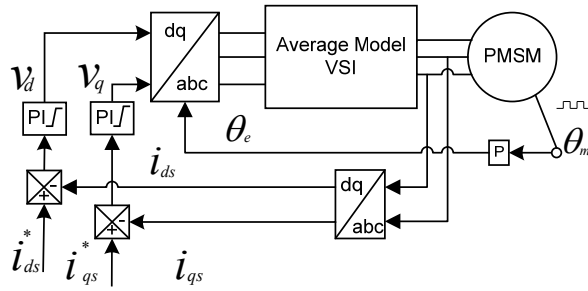 dq
abc
Average Model
VSI
PMSM
v_d
v_q
PI
PI
θ_e
P
θ_m
i_ds
dq
abc
-
+
-
+
i*_ds
i*_qs
i_qs